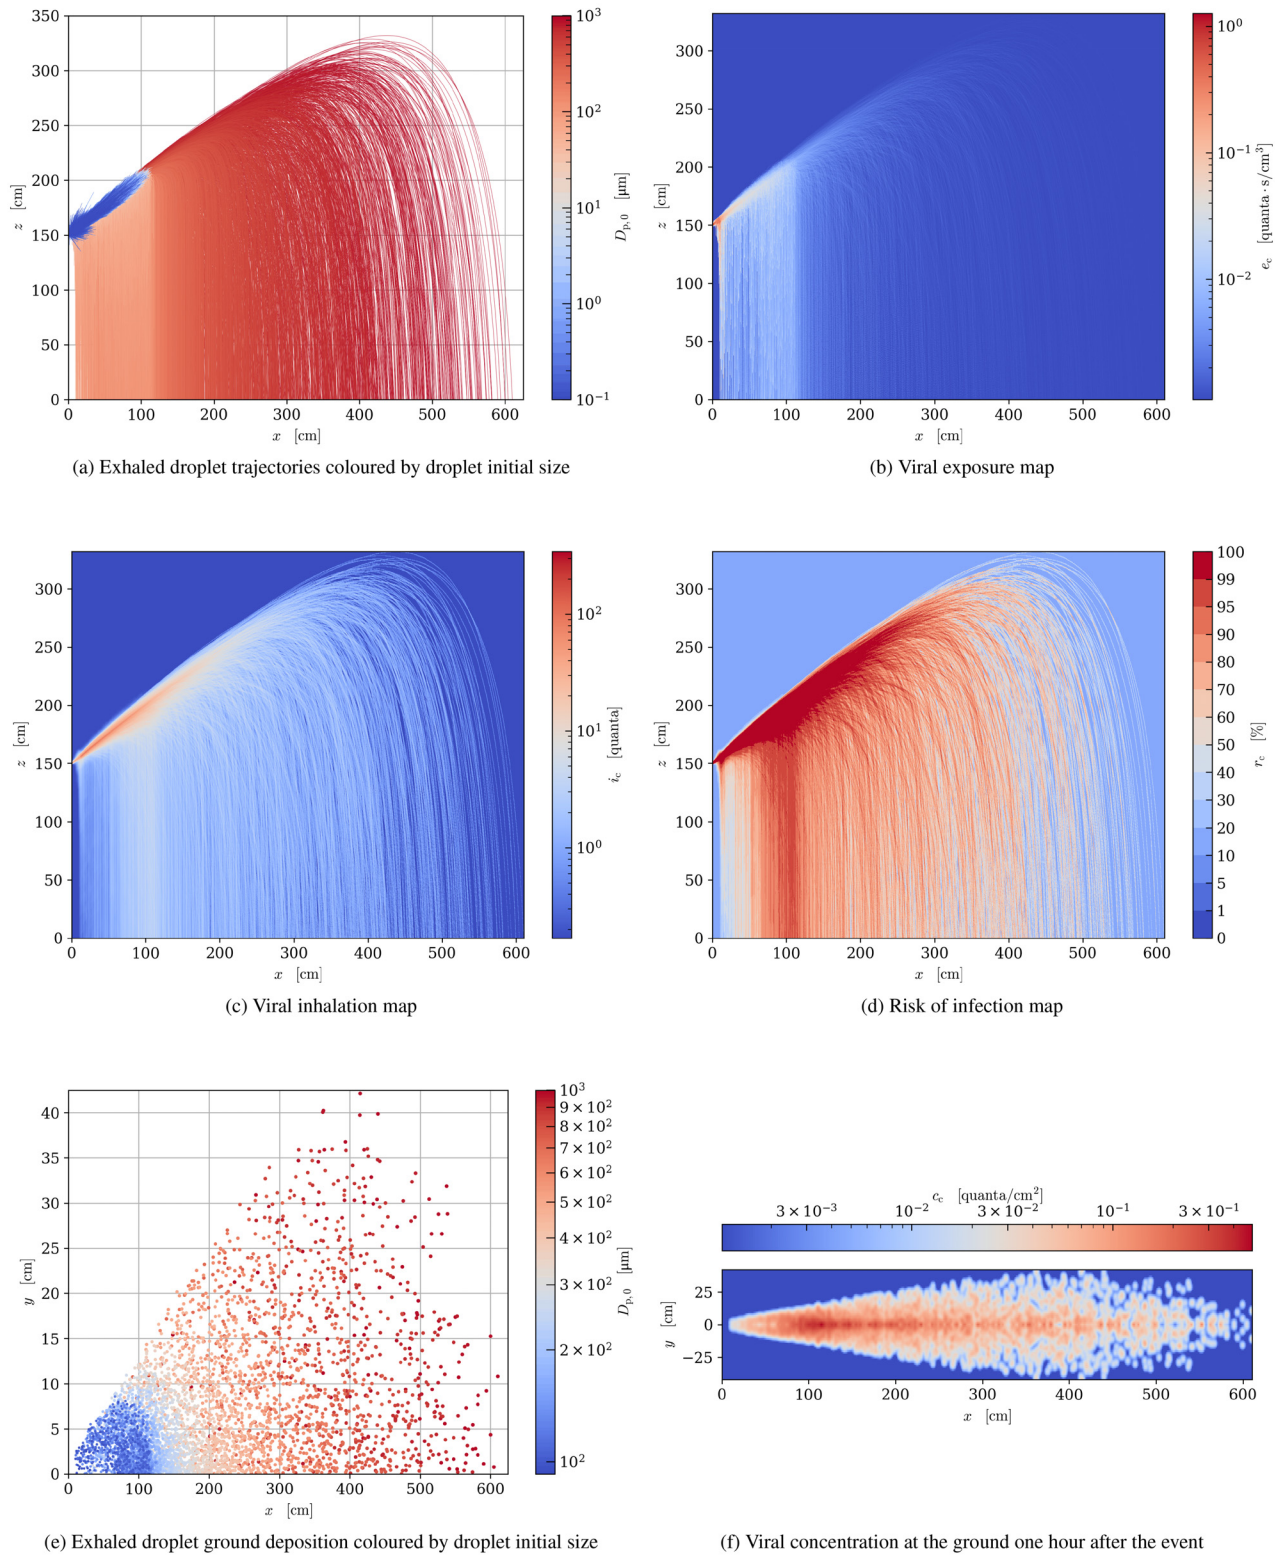 350
300
250
200
150
100
50
0
z [cm]
0 100 200 300 400 500 600
x [cm]
10³
10²
10¹
10⁰
10⁻¹
Dₚ,₀ [μm]
(a) Exhaled droplet trajectories coloured by droplet initial size
300
250
200
150
100
50
0
z [cm]
0 100 200 300 400 500 600
x [cm]
10⁰
10⁻¹
10⁻²
e_c [quanta · s/cm³]
(b) Viral exposure map
300
250
200
150
100
50
0
z [cm]
0 100 200 300 400 500 600
x [cm]
10²
10¹
10⁰
i_c [quanta]
(c) Viral inhalation map
300
250
200
150
100
50
0
z [cm]
0 100 200 300 400 500 600
x [cm]
100
99
95
90
80
70
60
50
40
30
20
10
5
1
0
r_c [%]
(d) Risk of infection map
40
35
30
25
20
15
10
5
0
y [cm]
0 100 200 300 400 500 600
x [cm]
10³
9 × 10²
8 × 10²
7 × 10²
6 × 10²
5 × 10²
4 × 10²
3 × 10²
2 × 10²
10²
Dₚ,₀ [μm]
(e) Exhaled droplet ground deposition coloured by droplet initial size
c_c [quanta/cm²]
3 × 10⁻³ 10⁻² 3 × 10⁻² 10⁻¹ 3 × 10⁻¹
25
0
−25
y [cm]
0 100 200 300 400 500 600
x [cm]
(f) Viral concentration at the ground one hour after the event